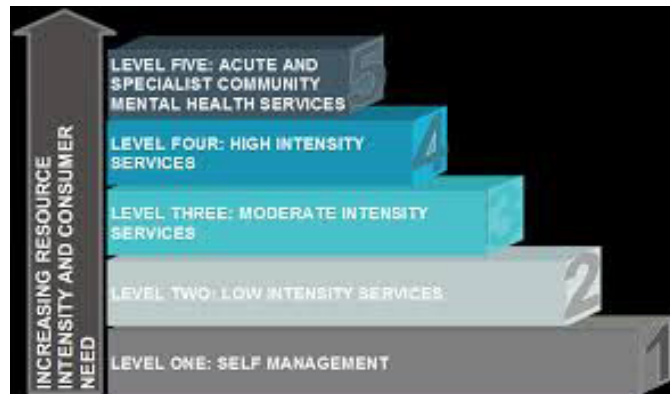 INCREASING RESOURCE
INTENSITY AND CONSUMER
NEED
LEVEL FIVE: ACUTE AND
SPECIALIST COMMUNITY
MENTAL HEALTH SERVICES
5
LEVEL FOUR: HIGH INTENSITY
SERVICES
4
LEVEL THREE: MODERATE INTENSITY
SERVICES
3
LEVEL TWO: LOW INTENSITY SERVICES
2
LEVEL ONE: SELF MANAGEMENT
1